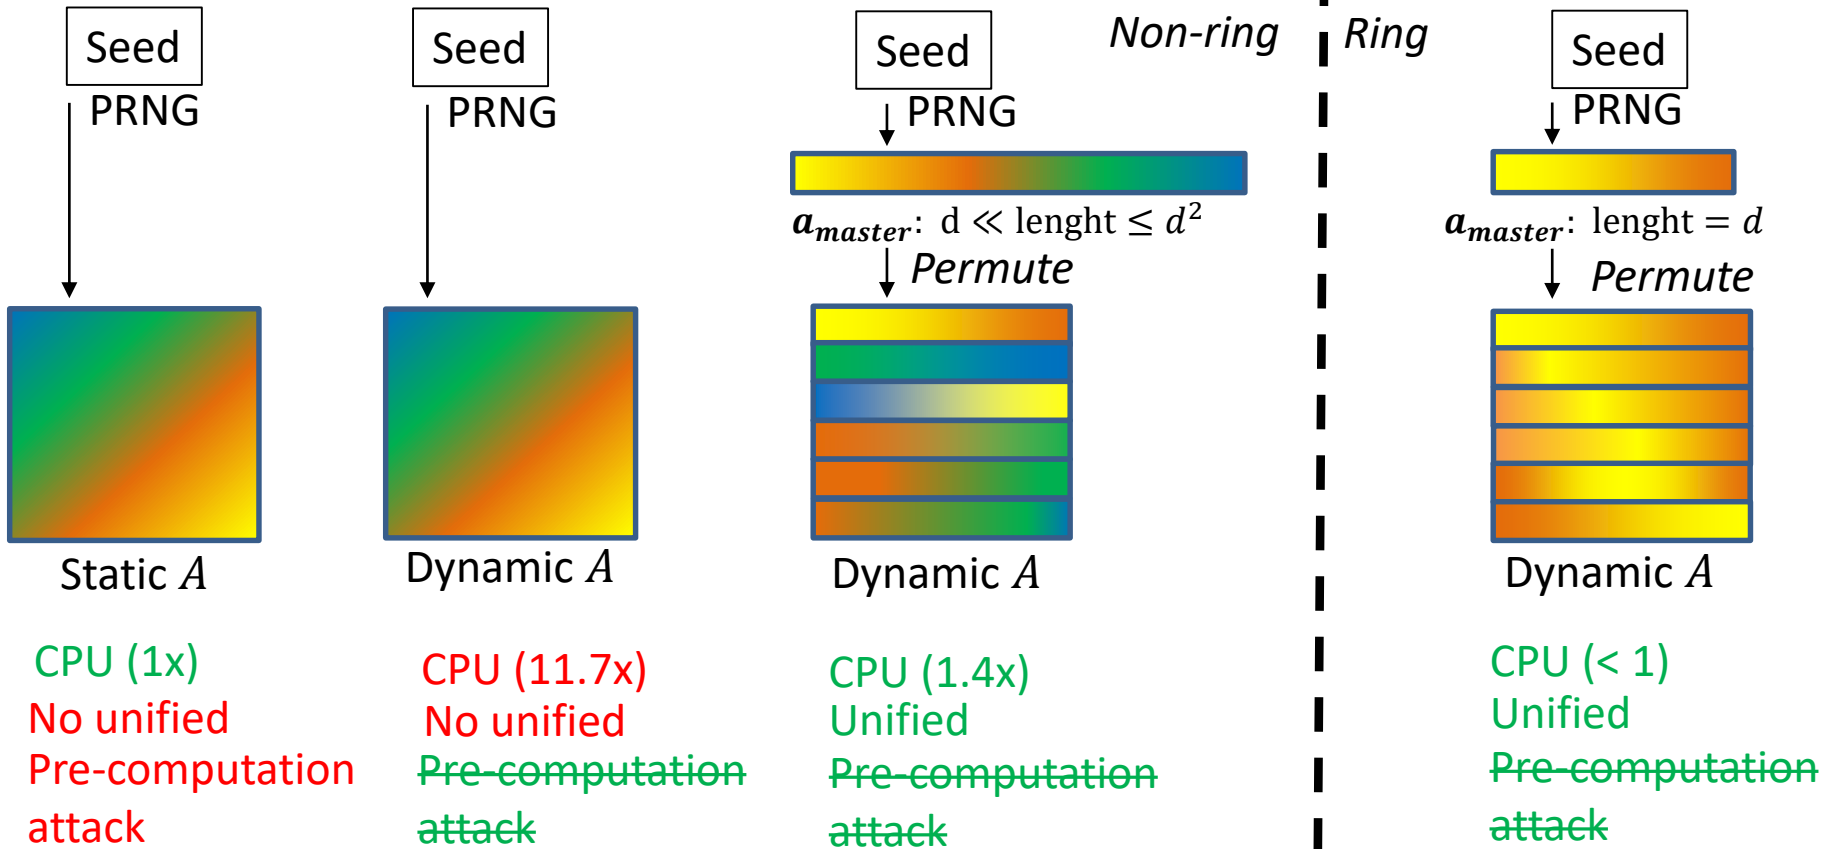 Seed
PRNG
Static A
CPU (1x)
No unified
Pre-computation
attack
Seed
PRNG
Dynamic A
CPU (11.7x)
No unified
Pre-computation
attack
Non-ring
Seed
PRNG
a_master: d ≪ lenght ≤ d²
Permute
Dynamic A
CPU (1.4x)
Unified
Pre-computation
attack
Ring
Seed
PRNG
a_master: lenght = d
Permute
Dynamic A
CPU (< 1)
Unified
Pre-computation
attack